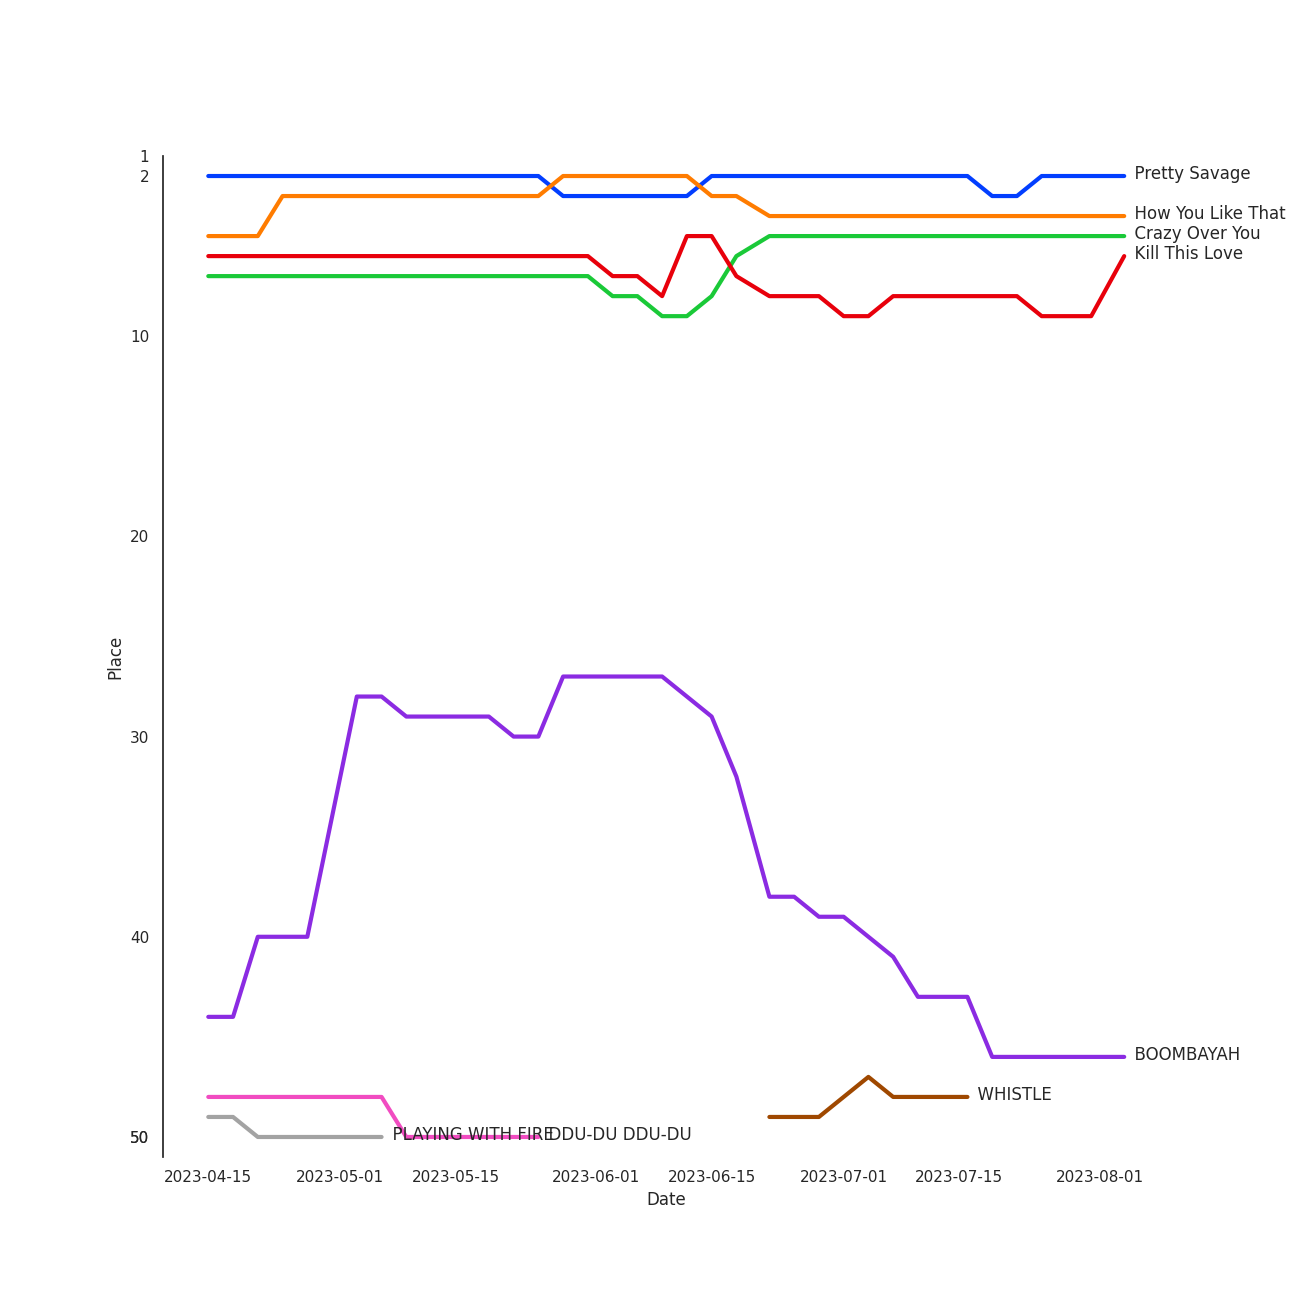 1
2
10
20
30
40
50
Place
Pretty Savage
How You Like That
Crazy Over You
Kill This Love
BOOMBAYAH
WHISTLE
PLAYING WITH FIRE
DDU-DU DDU-DU
2023-04-15
2023-05-01
2023-05-15
2023-06-01
2023-06-15
2023-07-01
2023-07-15
2023-08-01
Date